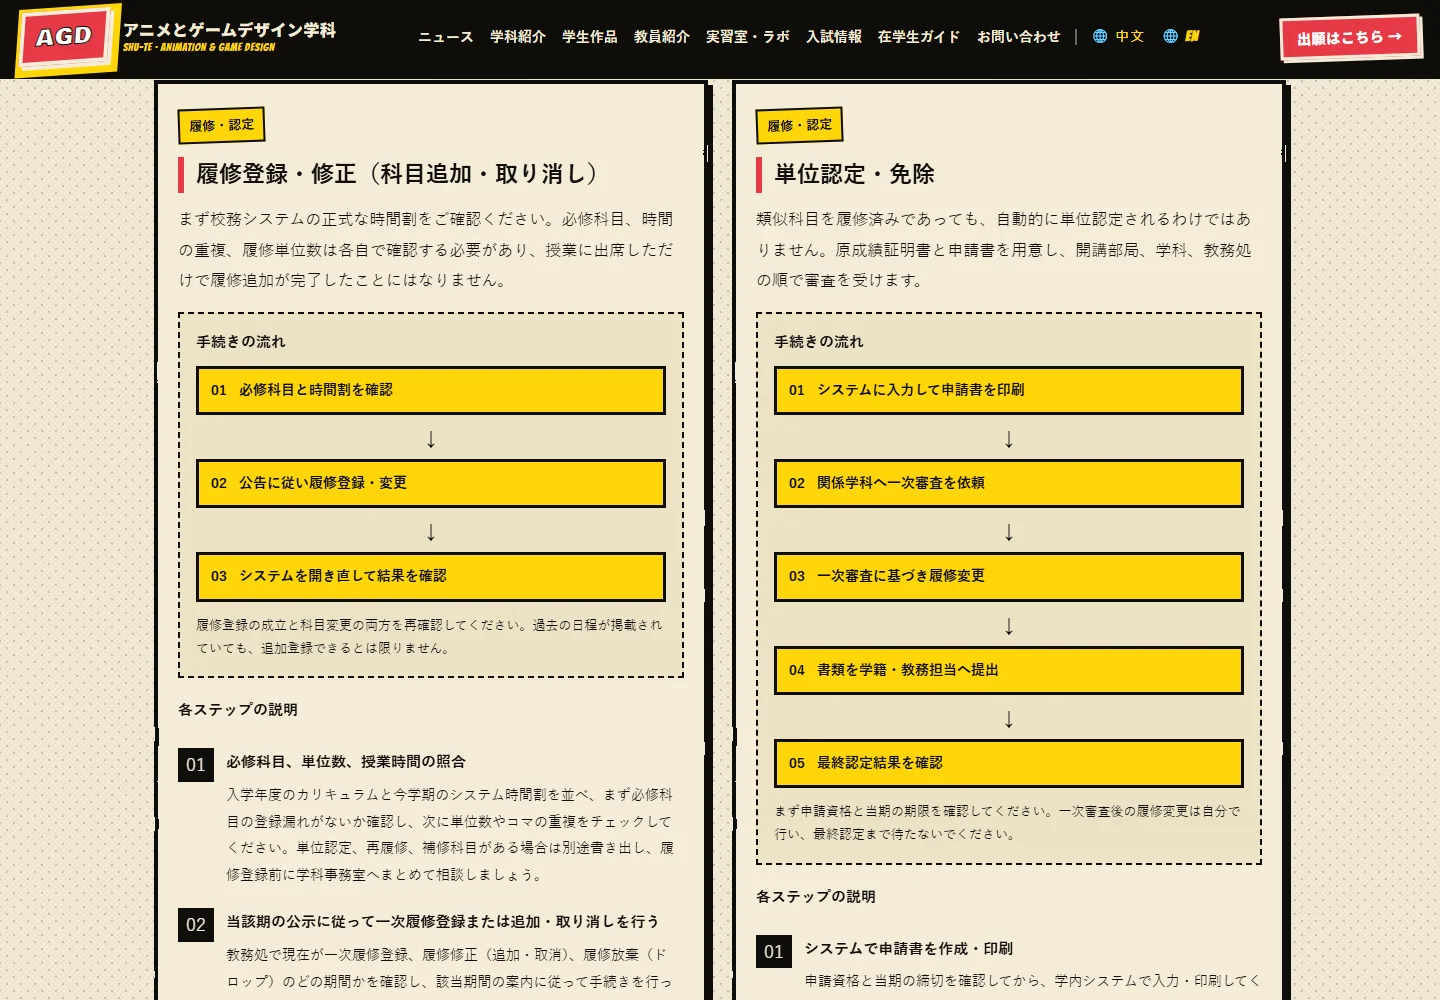 AGD
アニメとゲームデザイン学科
SHU-TE · ANIMATION & GAME DESIGN
ニュース
学科紹介
学生作品
教員紹介
実習室・ラボ
入試情報
在学生ガイド
お問い合わせ
中文
EN
出願はこちら →
履修・認定
履修登録・修正（科目追加・取り消し）
まず校務システムの正式な時間割をご確認ください。必修科目、時間
の重複、履修単位数は各自で確認する必要があり、授業に出席しただ
けで履修追加が完了したことにはなりません。
手続きの流れ
01 必修科目と時間割を確認
↓
02 公告に従い履修登録・変更
↓
03 システムを開き直して結果を確認
履修登録の成立と科目変更の両方を再確認してください。過去の日程が掲載され
ていても、追加登録できるとは限りません。
各ステップの説明
01 必修科目、単位数、授業時間の照合
入学年度のカリキュラムと今学期のシステム時間割を並べ、まず必修科
目の登録漏れがないか確認し、次に単位数やコマの重複をチェックして
ください。単位認定、再履修、補修科目がある場合は別途書き出し、履
修登録前に学科事務室へまとめて相談しましょう。
02 当該期の公示に従って一次履修登録または追加・取り消しを行う
教務処で現在が一次履修登録、履修修正（追加・取消）、履修放棄（ド
ロップ）のどの期間かを確認し、該当期間の案内に従って手続きを行っ
履修・認定
単位認定・免除
類似科目を履修済みであっても、自動的に単位認定されるわけではあ
りません。原成績証明書と申請書を用意し、開講部局、学科、教務処
の順で審査を受けます。
手続きの流れ
01 システムに入力して申請書を印刷
↓
02 関係学科へ一次審査を依頼
↓
03 一次審査に基づき履修変更
↓
04 書類を学籍・教務担当へ提出
↓
05 最終認定結果を確認
まず申請資格と当期の期限を確認してください。一次審査後の履修変更は自分で
行い、最終認定まで待たないでください。
各ステップの説明
01 システムで申請書を作成・印刷
申請資格と当期の締切を確認してから、学内システムで入力・印刷してく